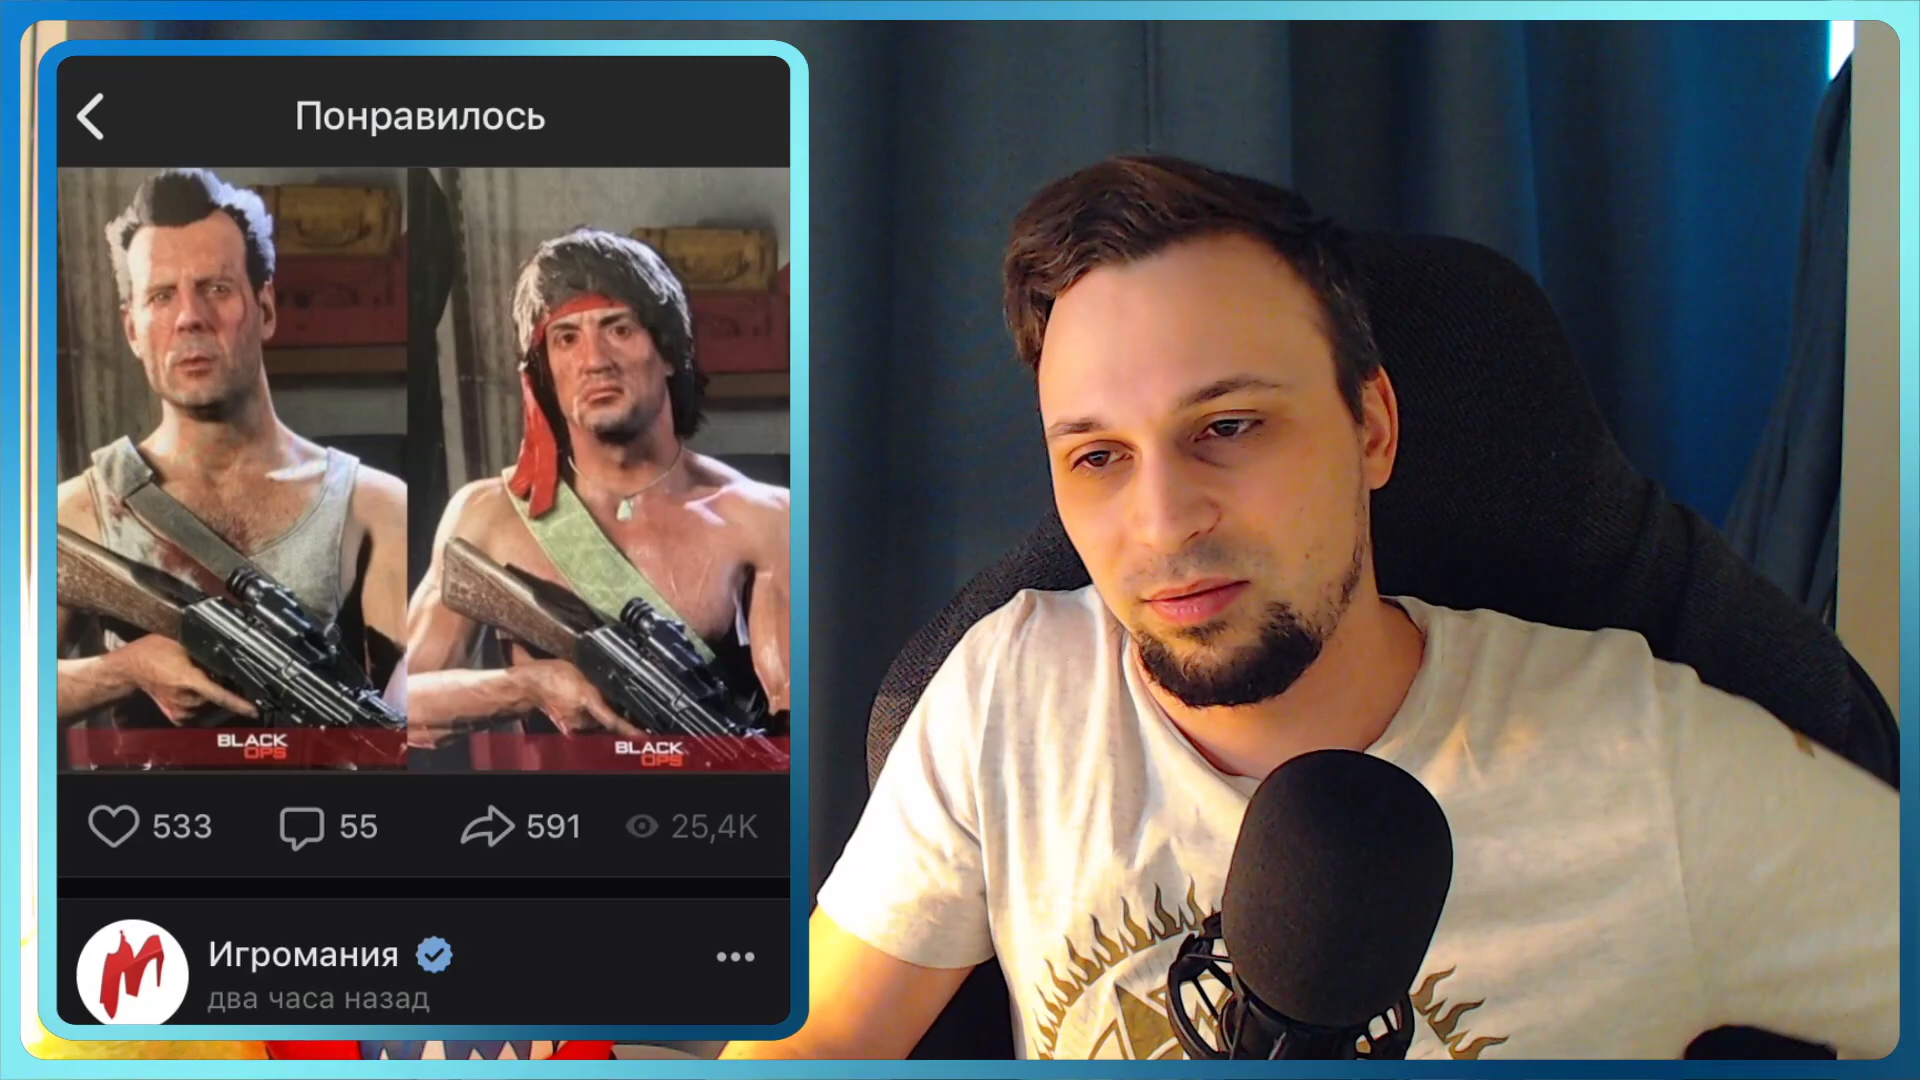 Понравилось
BLACK
OPS
BLACK
OPS
533
55
591
25,4K
Игромания
два часа назад